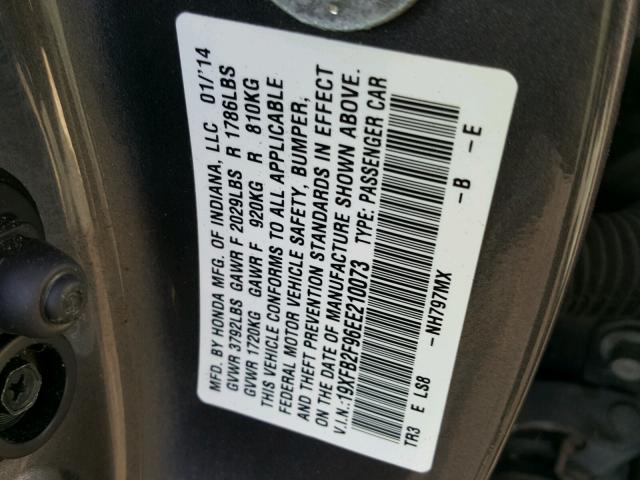 MFD. BY HONDA MFG. OF INDIANA, LLC 01/'14
GVWR 3792LBS GAWR F 2029LBS R 1786LBS
GVWR 1720KG GAWR F 920KG R 810KG
THIS VEHICLE CONFORMS TO ALL APPLICABLE
FEDERAL MOTOR VEHICLE SAFETY, BUMPER,
AND THEFT PREVENTION STANDARDS IN EFFECT
ON THE DATE OF MANUFACTURE SHOWN ABOVE.
V.I.N.:19XFB2F96EE210073 TYPE: PASSENGER CAR
TR3 E LS8 -NH797MX -B -E